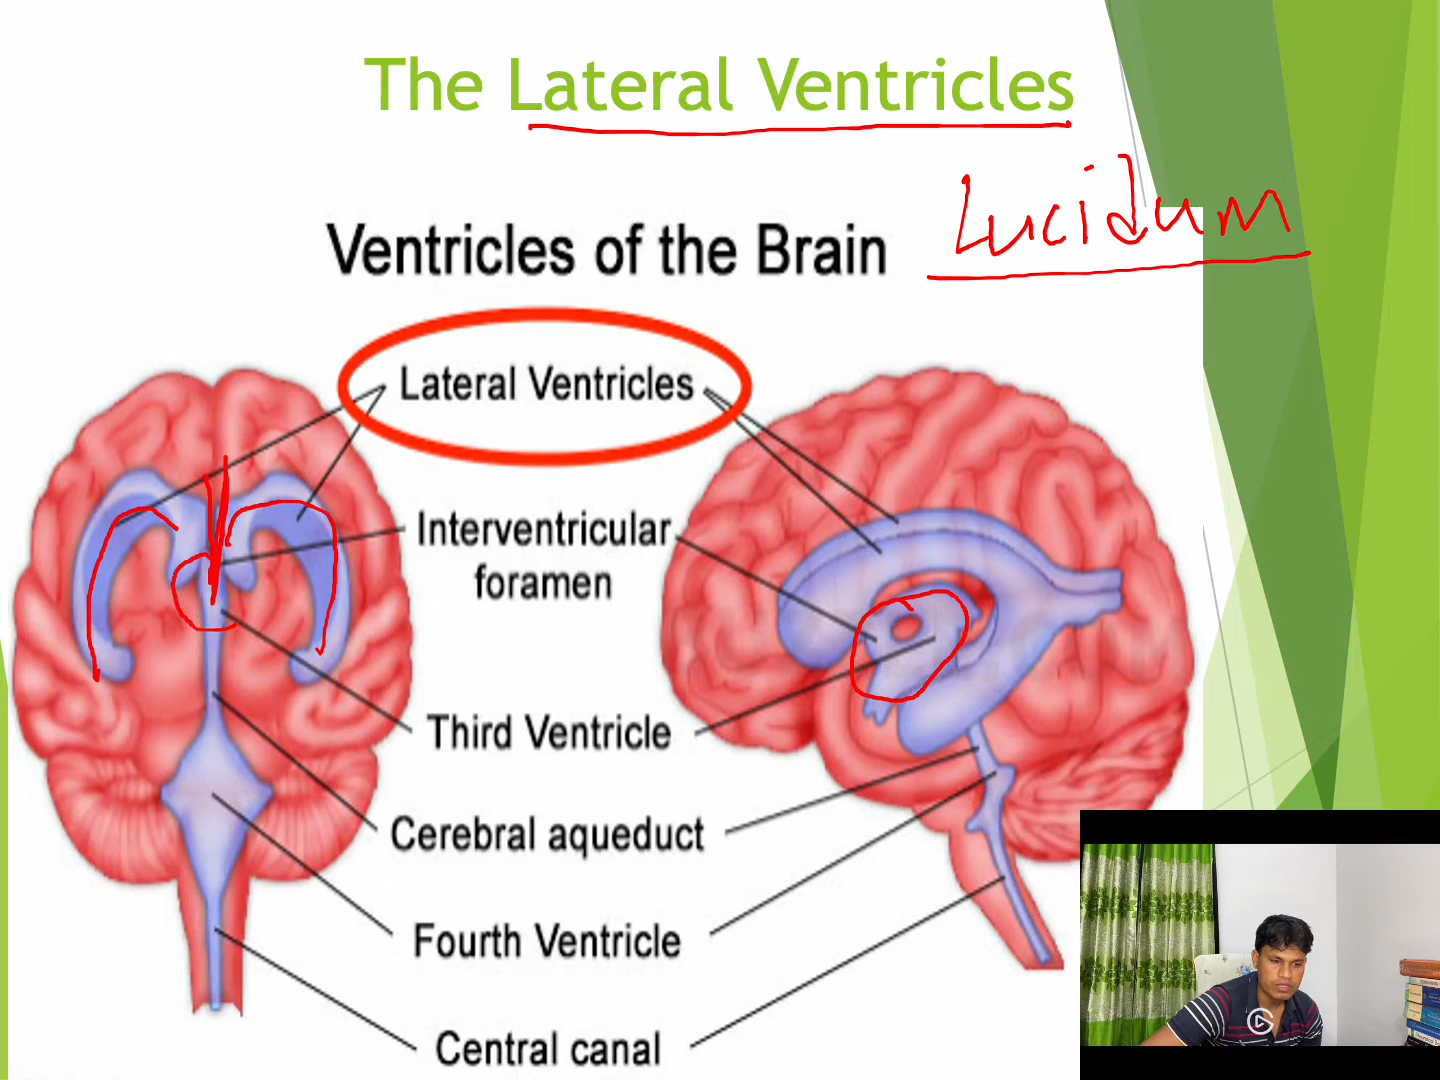 The Lateral Ventricles
Lucidum
Ventricles of the Brain
Lateral Ventricles
Interventricular
foramen
Third Ventricle
Cerebral aqueduct
Fourth Ventricle
Central canal